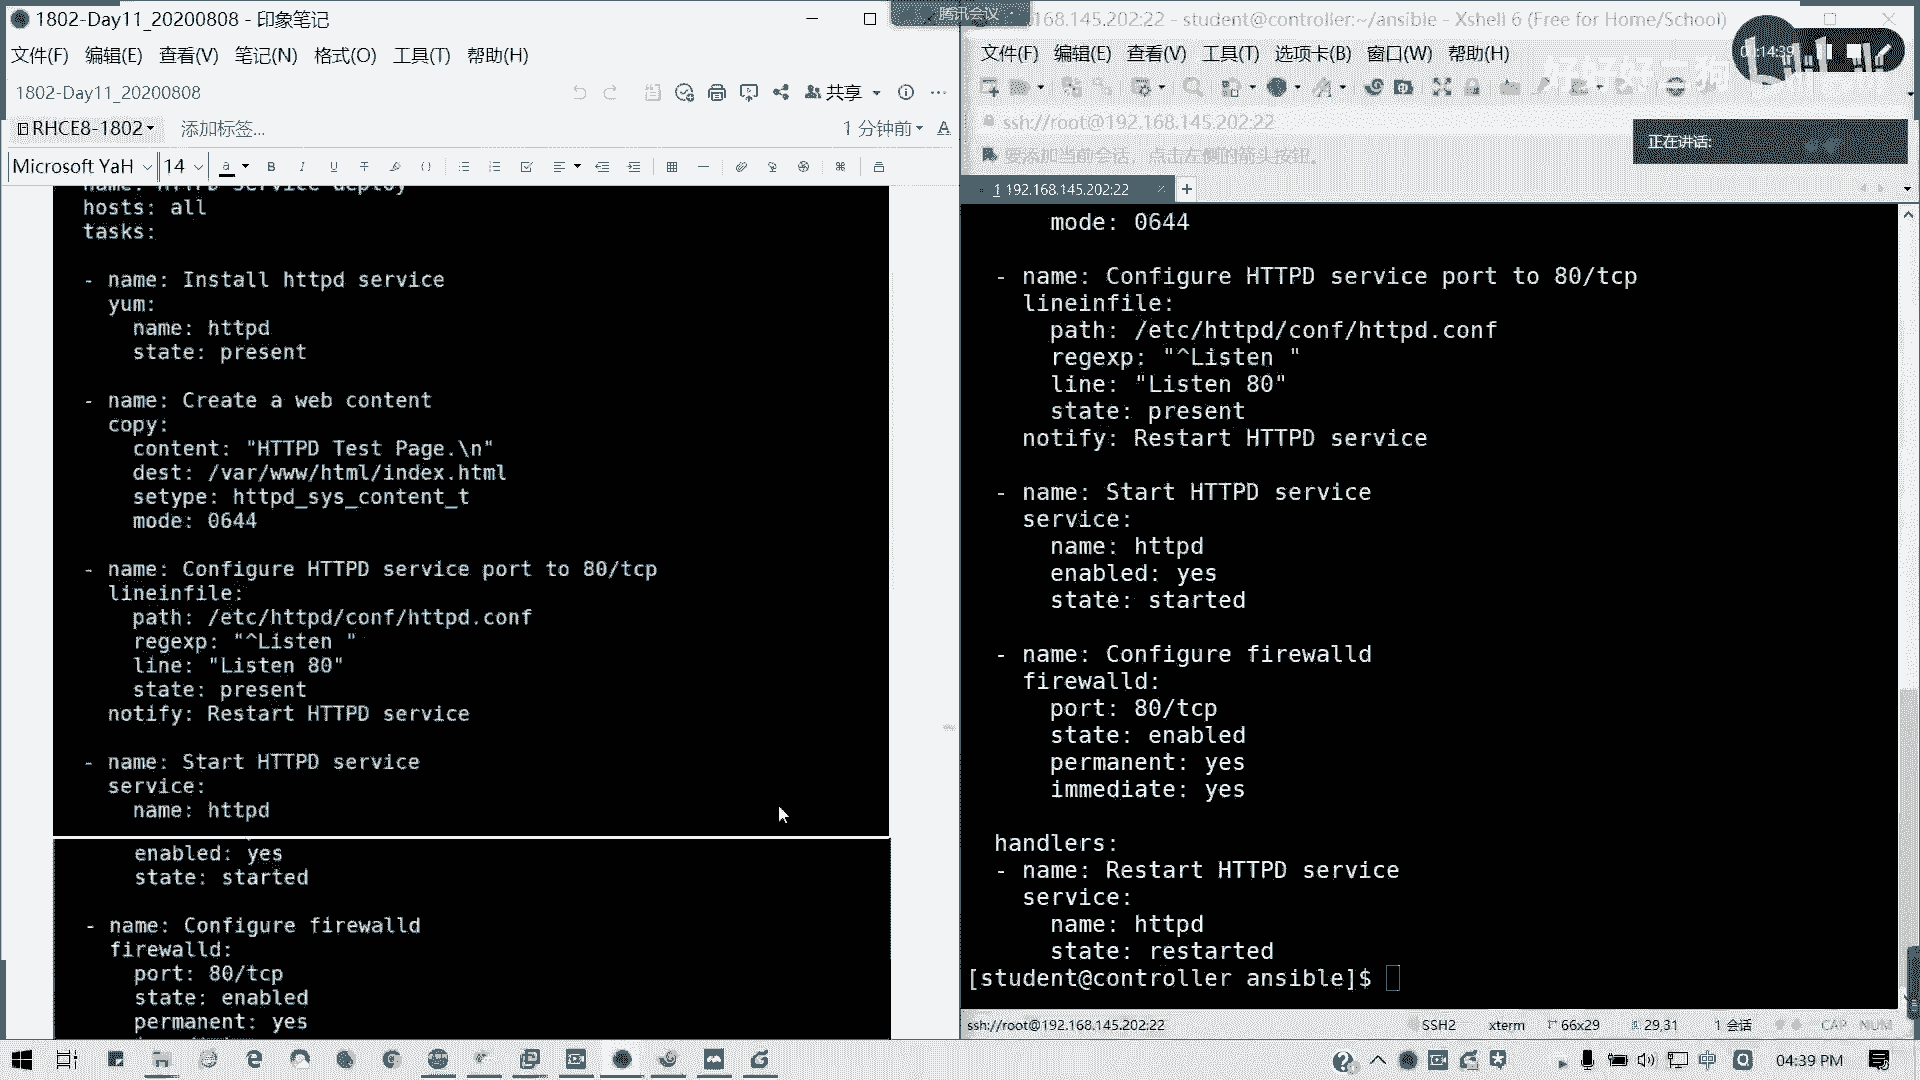 1802-Day11_20200808 - 印象笔记
文件(F) 编辑(E) 查看(V) 笔记(N) 格式(O) 工具(T) 帮助(H)
1802-Day11_20200808
共享
RHCE8-1802
添加标签...
1 分钟前
Microsoft YaH
14
name: HTTPD service deploy
hosts: all
tasks:
- name: Install httpd service
yum:
name: httpd
state: present
- name: Create a web content
copy:
content: "HTTPD Test Page.\n"
dest: /var/www/html/index.html
setype: httpd_sys_content_t
mode: 0644
- name: Configure HTTPD service port to 80/tcp
lineinfile:
path: /etc/httpd/conf/httpd.conf
regexp: "^Listen "
line: "Listen 80"
state: present
notify: Restart HTTPD service
- name: Start HTTPD service
service:
name: httpd
enabled: yes
state: started
- name: Configure firewalld
firewalld:
port: 80/tcp
state: enabled
permanent: yes
腾讯会议
168.145.202:22 - student@controller:~/ansible - Xshell 6 (Free for Home/School)
文件(F) 编辑(E) 查看(V) 工具(T) 选项卡(B) 窗口(W) 帮助(H)
14:39
ssh://root@192.168.145.202:22
要添加当前会话，点击左侧的箭头按钮。
正在讲话:
1 192.168.145.202:22
mode: 0644
- name: Configure HTTPD service port to 80/tcp
lineinfile:
path: /etc/httpd/conf/httpd.conf
regexp: "^Listen "
line: "Listen 80"
state: present
notify: Restart HTTPD service
- name: Start HTTPD service
service:
name: httpd
enabled: yes
state: started
- name: Configure firewalld
firewalld:
port: 80/tcp
state: enabled
permanent: yes
immediate: yes
handlers:
- name: Restart HTTPD service
service:
name: httpd
state: restarted
[student@controller ansible]$
ssh://root@192.168.145.202:22
SSH2 xterm 66x29 29,31 1 会话 CAP NUM
中
04:39 PM